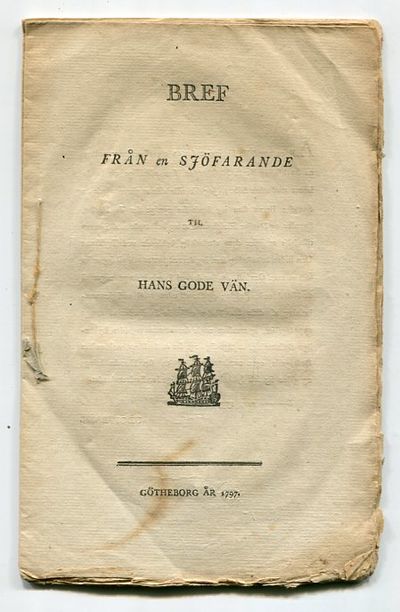 BREF
FRÅN en SJÖFARANDE
TIL
HANS GODE VÄN.
GÖTHEBORG ÅR 1797.